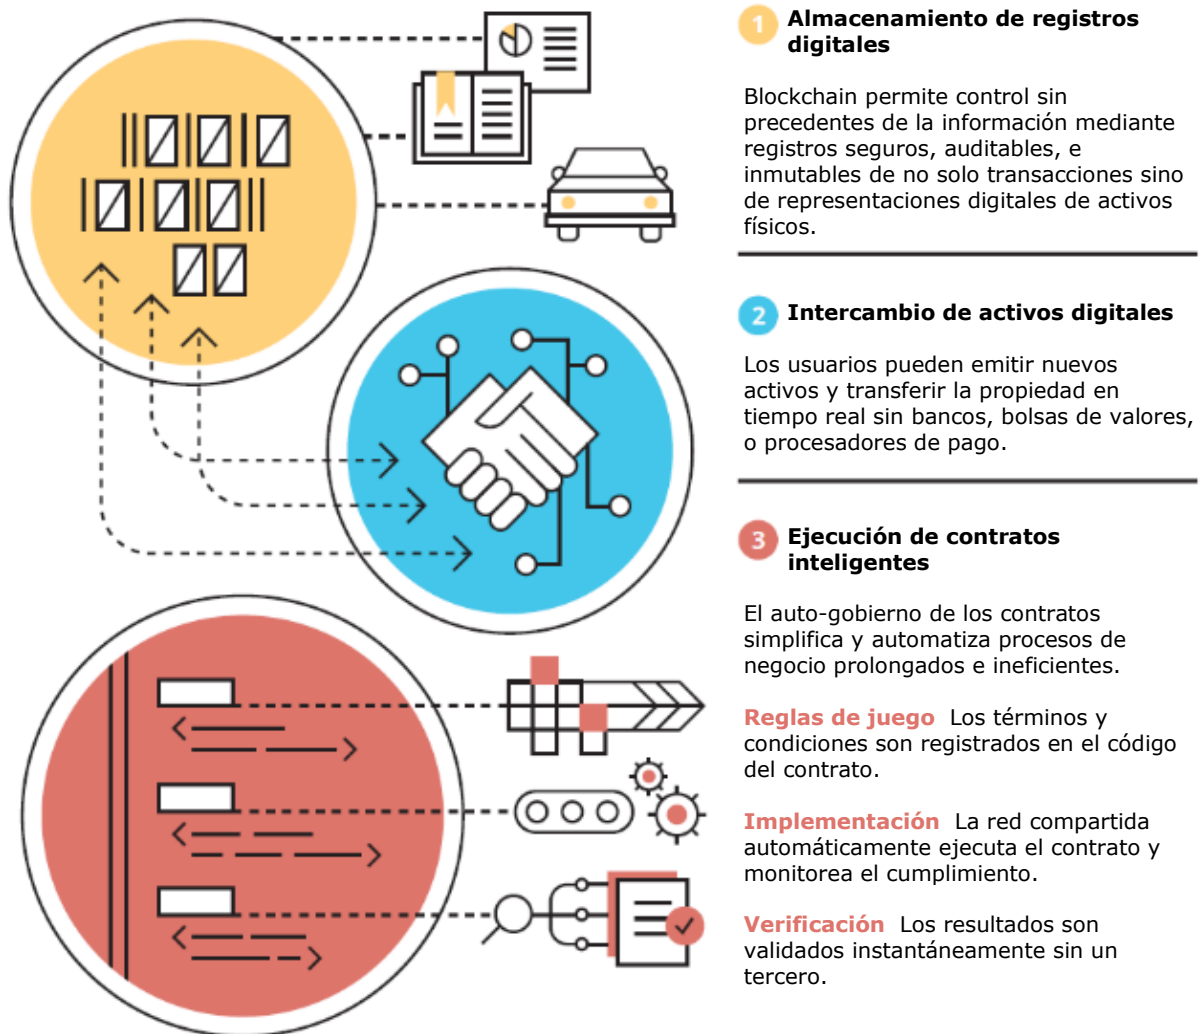 1 Almacenamiento de registros
digitales
Blockchain permite control sin
precedentes de la información mediante
registros seguros, auditables, e
inmutables de no solo transacciones sino
de representaciones digitales de activos
físicos.
2 Intercambio de activos digitales
Los usuarios pueden emitir nuevos
activos y transferir la propiedad en
tiempo real sin bancos, bolsas de valores,
o procesadores de pago.
3 Ejecución de contratos
inteligentes
El auto-gobierno de los contratos
simplifica y automatiza procesos de
negocio prolongados e ineficientes.
Reglas de juego Los términos y
condiciones son registrados en el código
del contrato.
Implementación La red compartida
automáticamente ejecuta el contrato y
monitorea el cumplimiento.
Verificación Los resultados son
validados instantáneamente sin un
tercero.